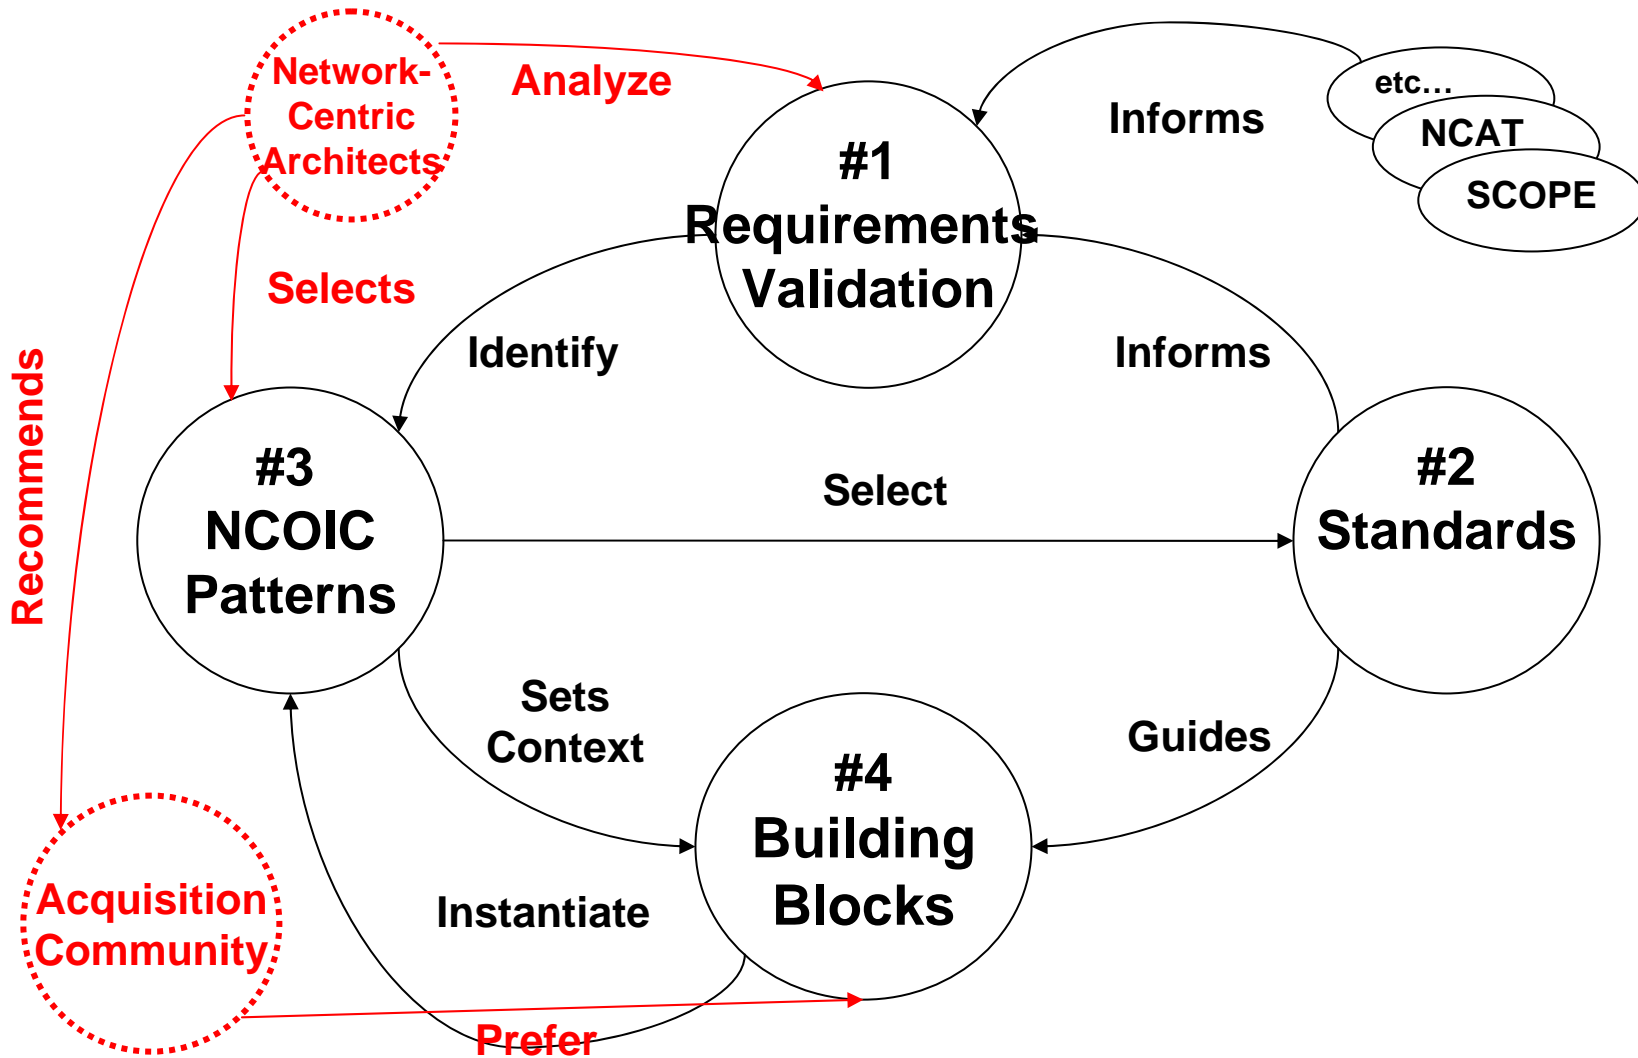 Network-
Centric
Architects
Analyze
#1
Requirements
Validation
Informs
etc...
NCAT
SCOPE
Selects
Identify
Informs
Recommends
#3
NCOIC
Patterns
Select
#2
Standards
Sets
Context
Guides
#4
Building
Blocks
Acquisition
Community
Instantiate
Prefer